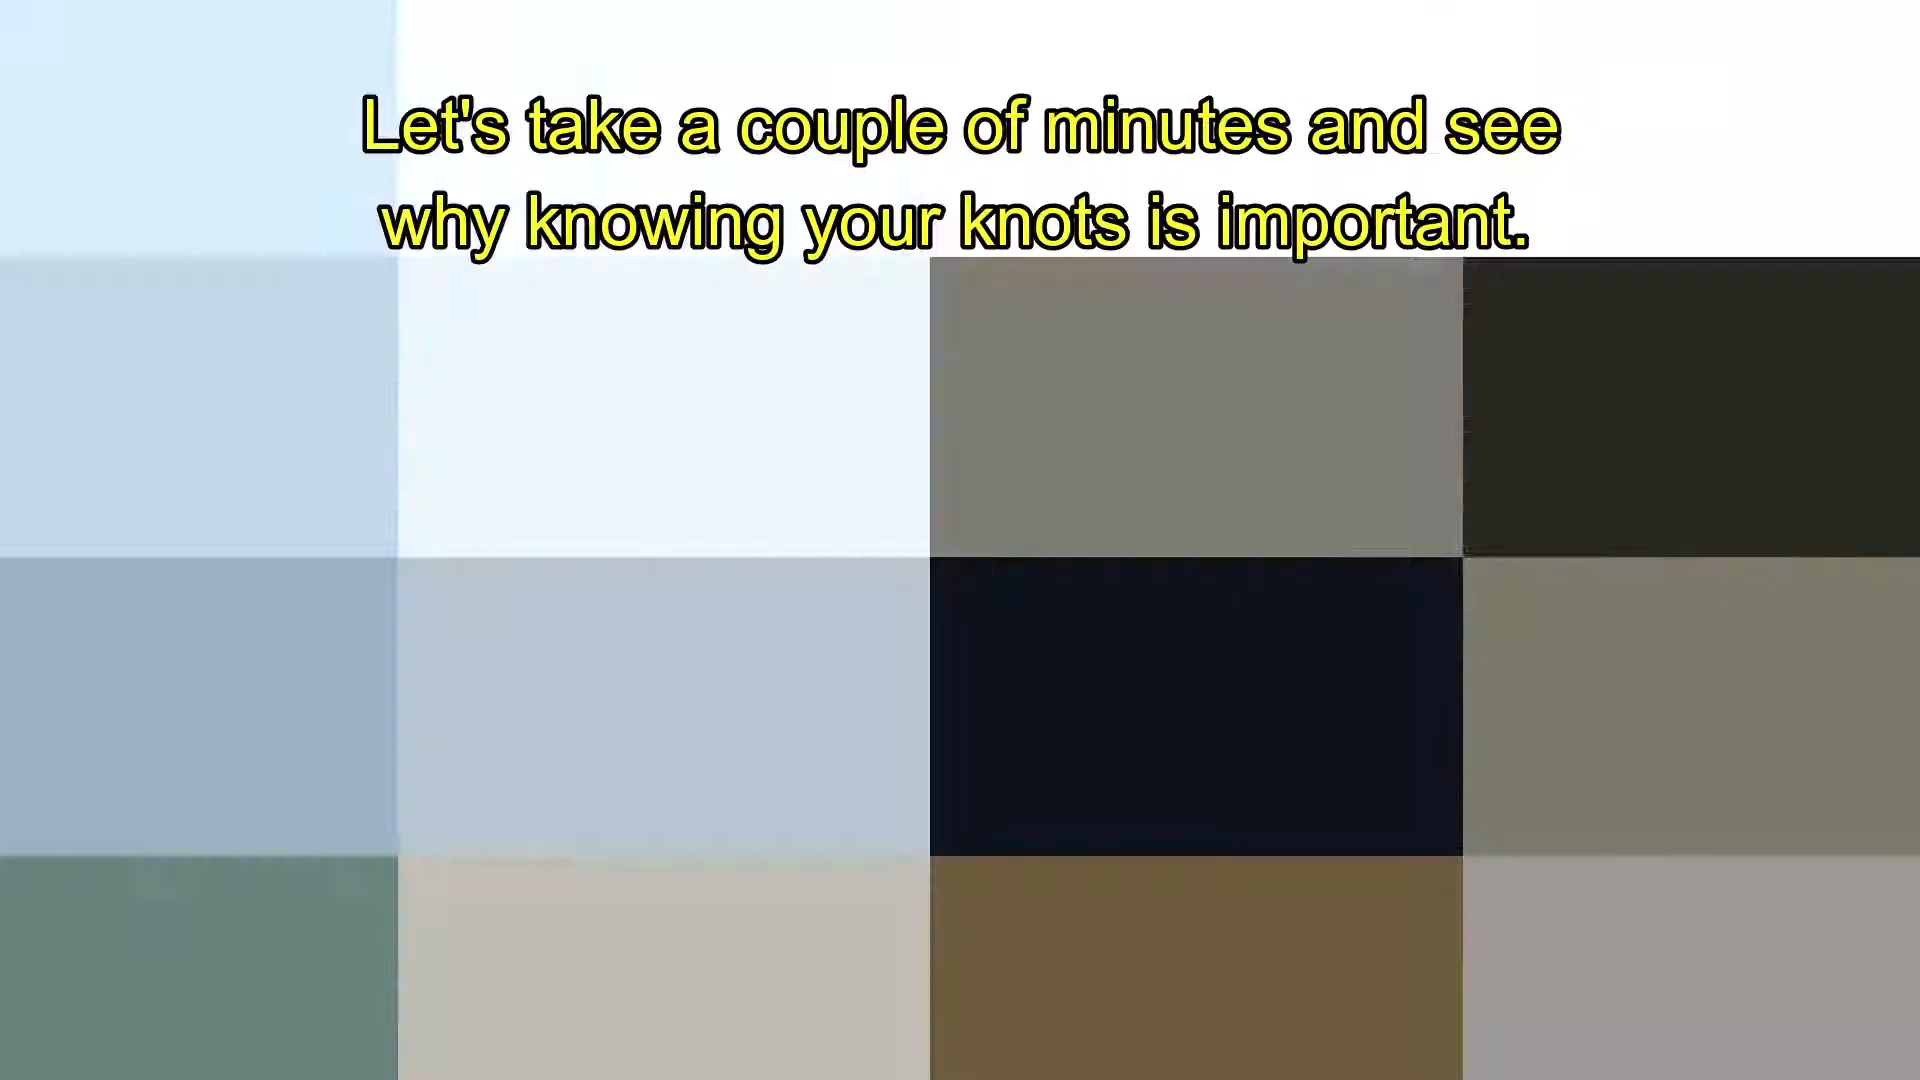 Let's take a couple of minutes and see
why knowing your knots is important.